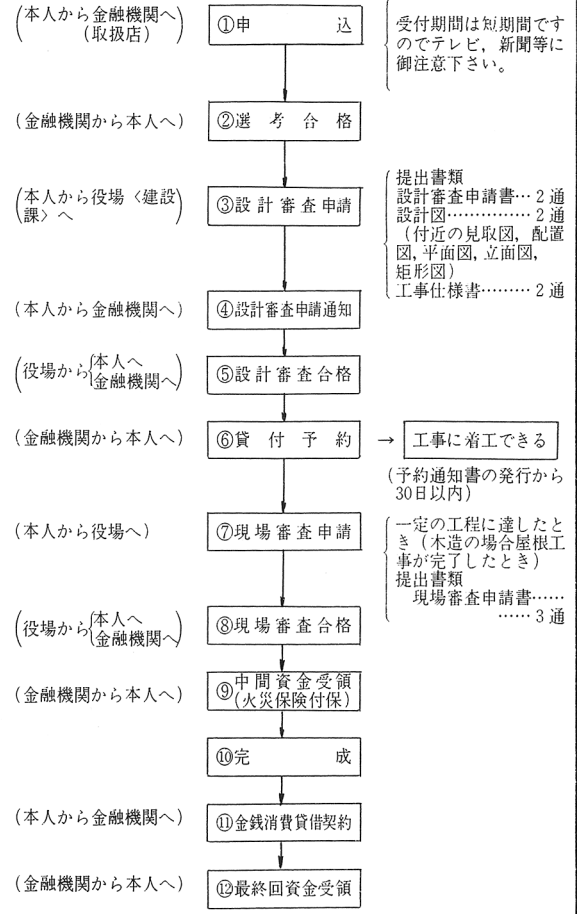 (本人から金融機関へ)
(取扱店)
①申込
受付期間は短期間です
のでテレビ，新聞等に
御注意下さい。
(金融機関から本人へ)
②選考合格
(本人から役場〈建設
課〉へ)
③設計審査申請
提出書類
設計審査申請書…2通
設計図……………2通
(付近の見取図，配置
図，平面図，立面図，
矩形図)
工事仕様書………2通
(本人から金融機関へ)
④設計審査申請通知
(役場から{本人へ
金融機関へ)
⑤設計審査合格
(金融機関から本人へ)
⑥貸付予約
→
工事に着工できる
(予約通知書の発行から
30日以内)
(本人から役場へ)
⑦現場審査申請
一定の工程に達したと
き(木造の場合屋根工
事が完了したとき)
提出書類
現場審査申請書……
……3通
(役場から{本人へ
金融機関へ)
⑧現場審査合格
(金融機関から本人へ)
⑨中間資金受領
(火災保険付保)
⑩完成
(本人から金融機関へ)
⑪金銭消費貸借契約
(金融機関から本人へ)
⑫最終回資金受領